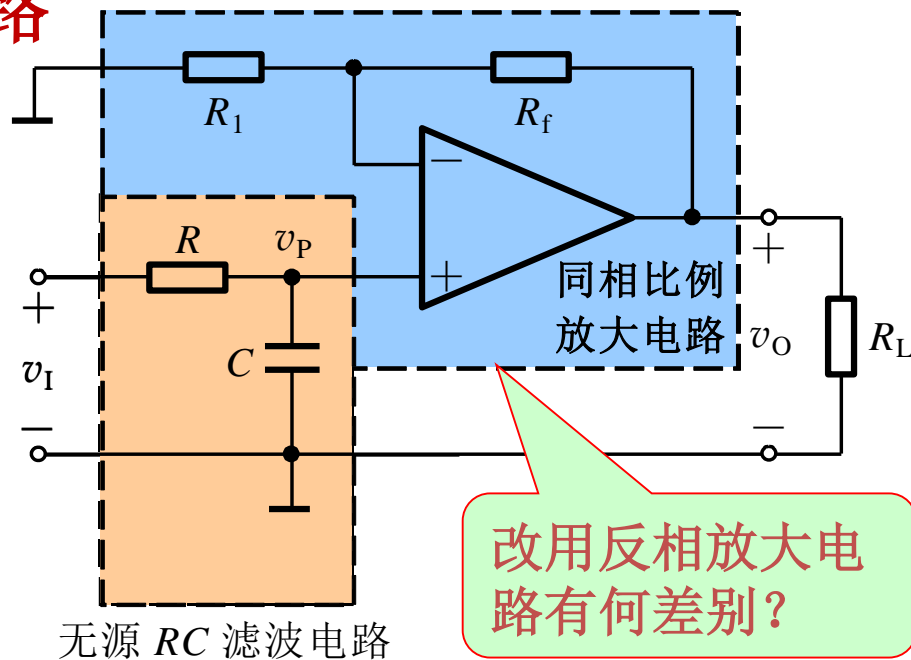 路
R1
Rf
−
R
vP
+
同相比例
放大电路
+
vI
−
C
+
vO
−
RL
改用反相放大电
路有何差别？
无源 RC 滤波电路